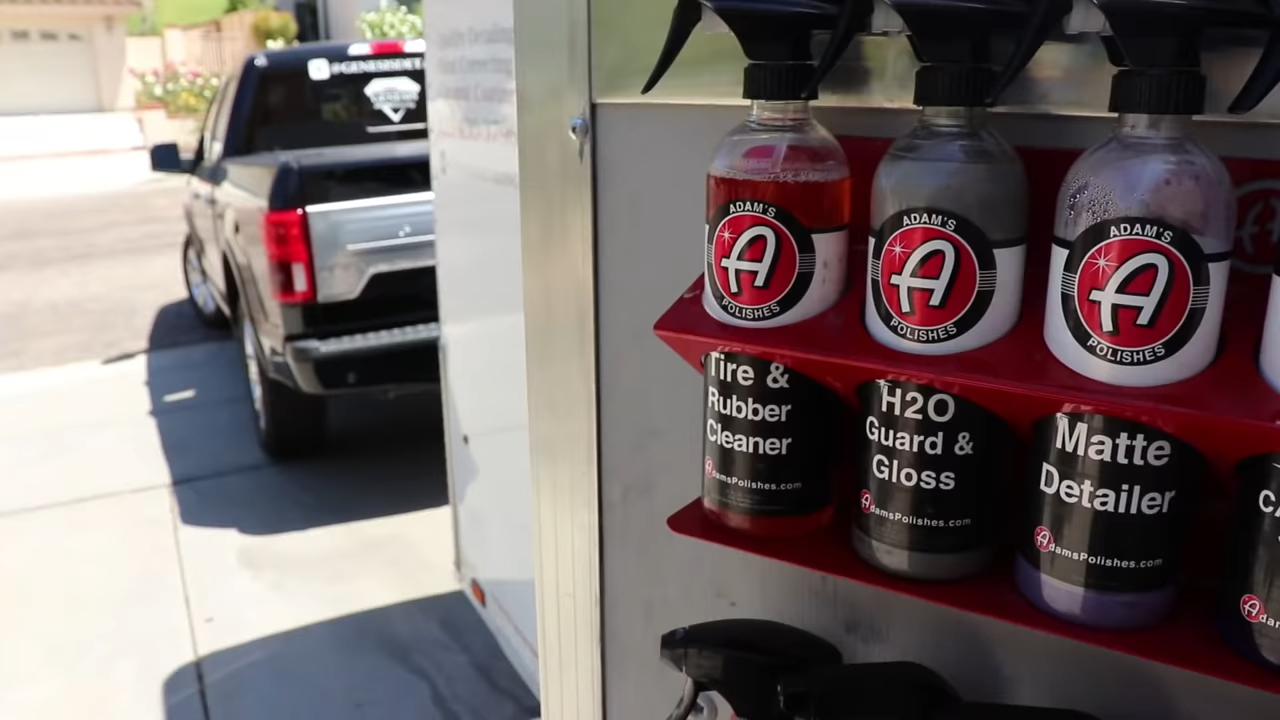 ADAM'S
A
POLISHES
Tire &
Rubber
Cleaner
AdamsPolishes.com
ADAM'S
A
POLISHES
H2O
Guard &
Gloss
AdamsPolishes.com
ADAM'S
A
POLISHES
Matte
Detailer
AdamsPolishes.com